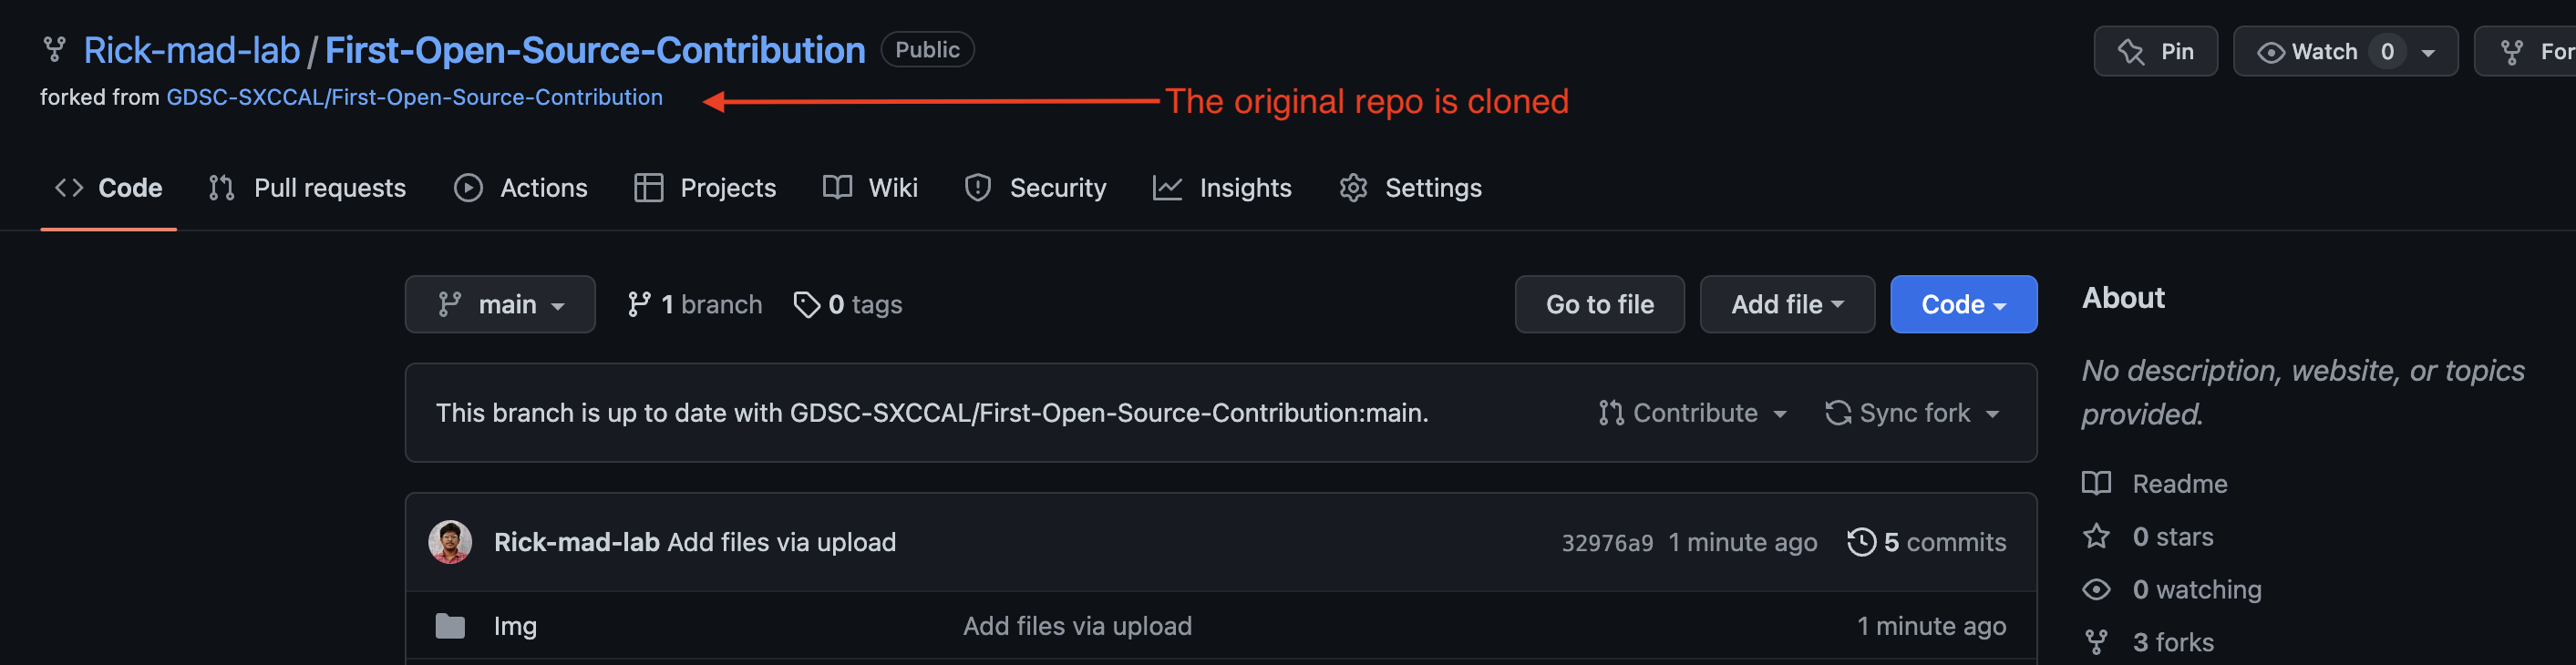 Rick-mad-lab / First-Open-Source-Contribution Public Pin Watch 0
forked from GDSC-SXCCAL/First-Open-Source-Contribution The original repo is cloned
Code Pull requests Actions Projects Wiki Security Insights Settings
main 1 branch 0 tags Go to file Add file Code
About
This branch is up to date with GDSC-SXCCAL/First-Open-Source-Contribution:main. Contribute Sync fork
No description, website, or topics
provided.
Readme
Rick-mad-lab Add files via upload 32976a9 1 minute ago 5 commits
0 stars
0 watching
Img Add files via upload 1 minute ago
3 forks